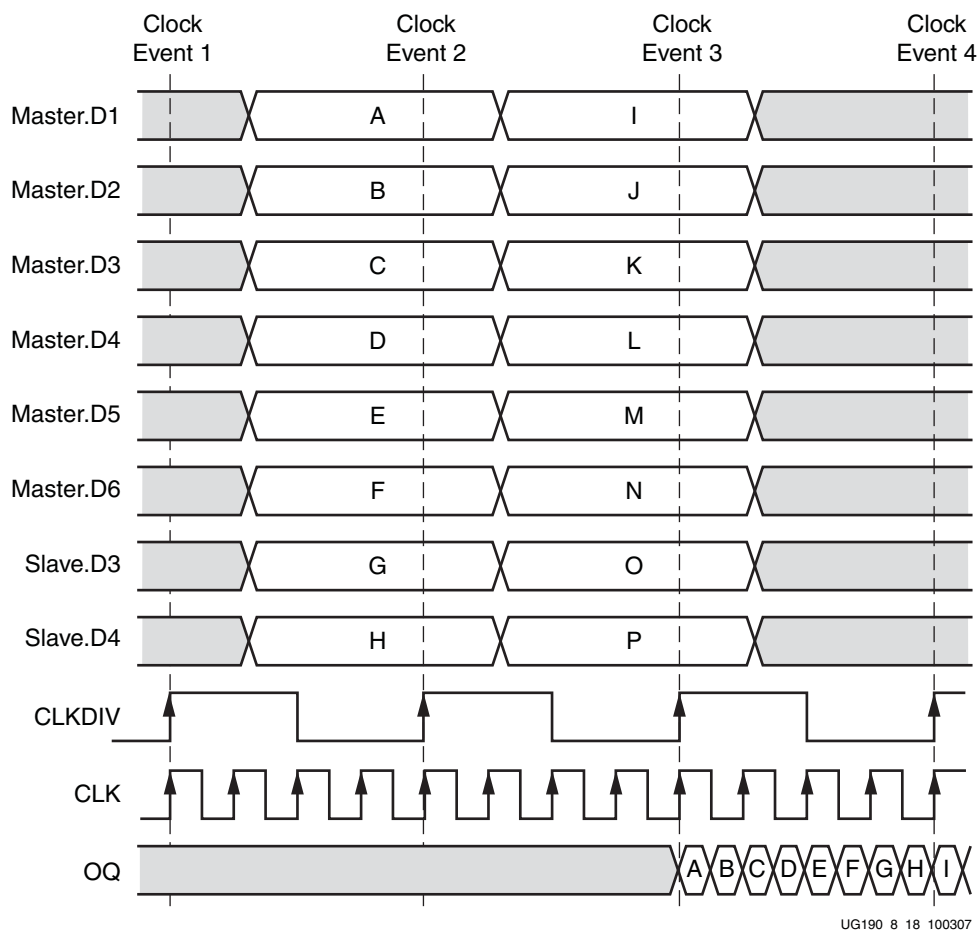 Clock Event 1
Clock Event 2
Clock Event 3
Clock Event 4
Master.D1 A I
Master.D2 B J
Master.D3 C K
Master.D4 D L
Master.D5 E M
Master.D6 F N
Slave.D3 G O
Slave.D4 H P
CLKDIV
CLK
OQ A B C D E F G H I
UG190_8_18_100307